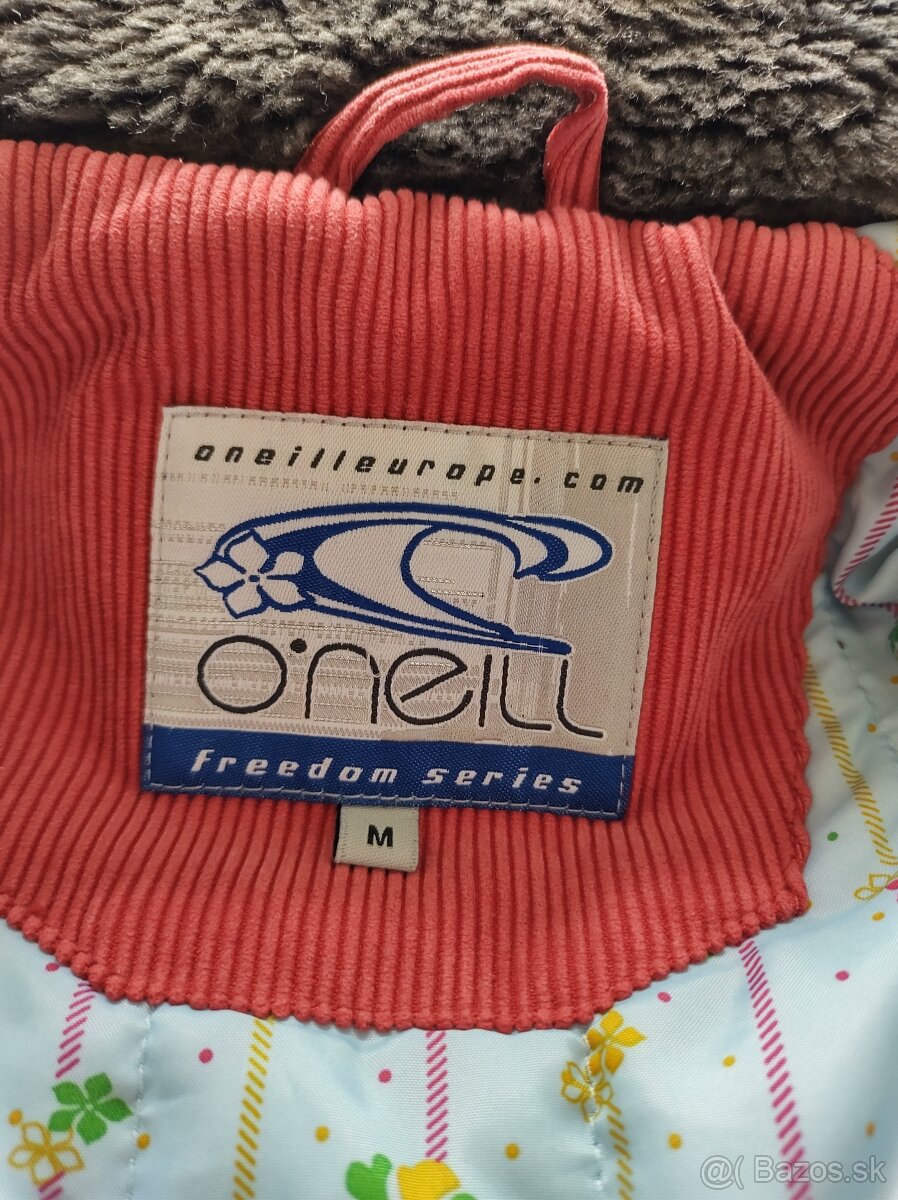 oneilleurope.com
O'NEILL
freedom series
M
@( Bazos.sk